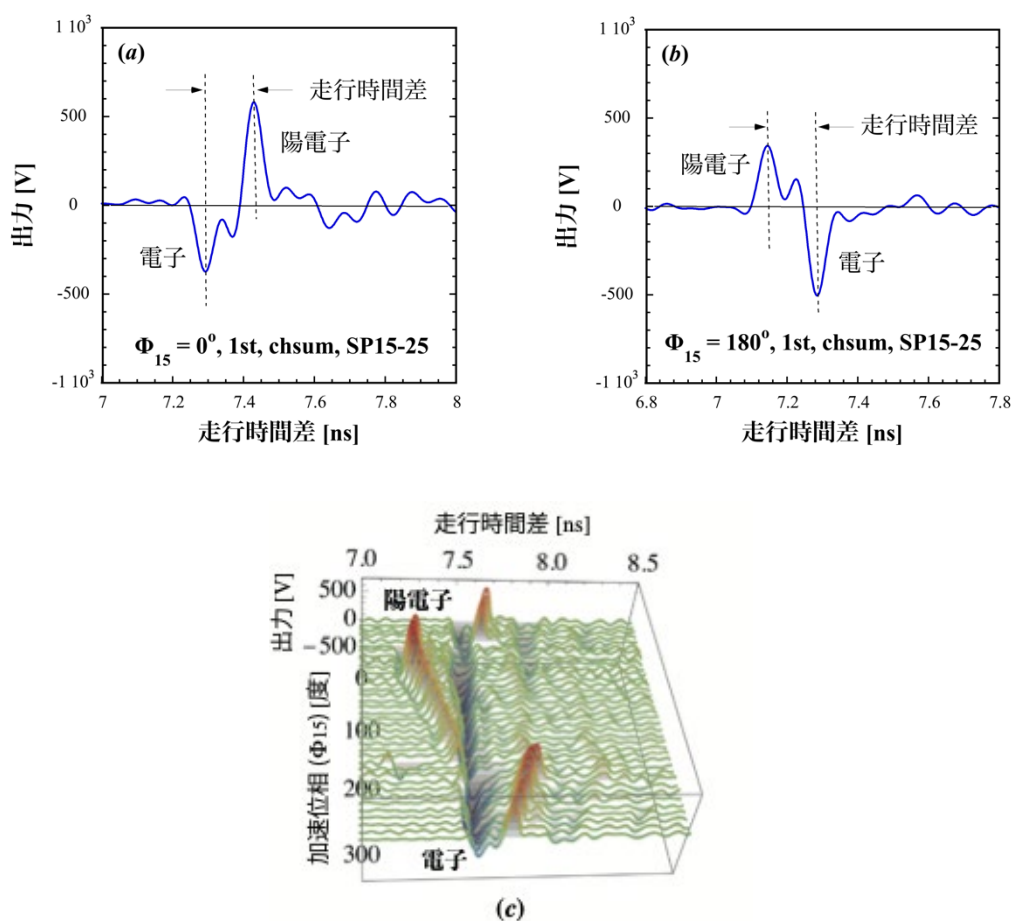 1 10³
(a)
走行時間差
500
陽電子
出力 [V]
0
電子
-500
Φ₁₅ = 0°, 1st, chsum, SP15-25
-1 10³
7 7.2 7.4 7.6 7.8 8
走行時間差 [ns]
1 10³
(b)
走行時間差
500
陽電子
出力 [V]
0
電子
-500
Φ₁₅ = 180°, 1st, chsum, SP15-25
-1 10³
6.8 7 7.2 7.4 7.6 7.8
走行時間差 [ns]
走行時間差 [ns]
7.0 7.5 8.0 8.5
出力 [V]
500
0
-500
陽電子
加速位相 (Φ15) [度]
0
100
200
300
電子
(c)